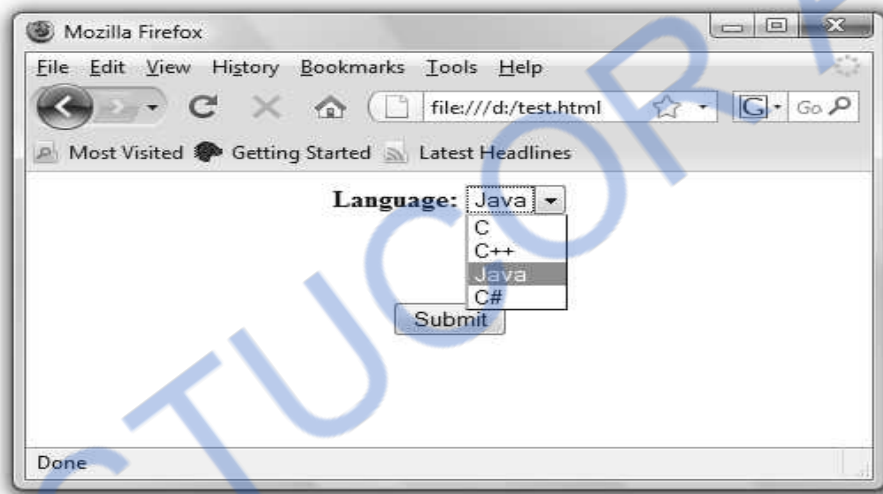 Mozilla Firefox
File Edit View History Bookmarks Tools Help
file:///d:/test.html G Go
Most Visited Getting Started Latest Headlines
Language: Java
C
C++
Java
C#
Submit
Done
STUCOR A